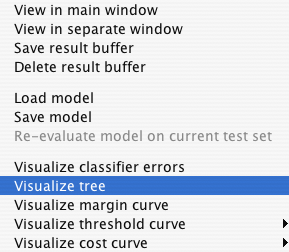 View in main window
View in separate window
Save result buffer
Delete result buffer
Load model
Save model
Re-evaluate model on current test set
Visualize classifier errors
Visualize tree
Visualize margin curve
Visualize threshold curve
Visualize cost curve